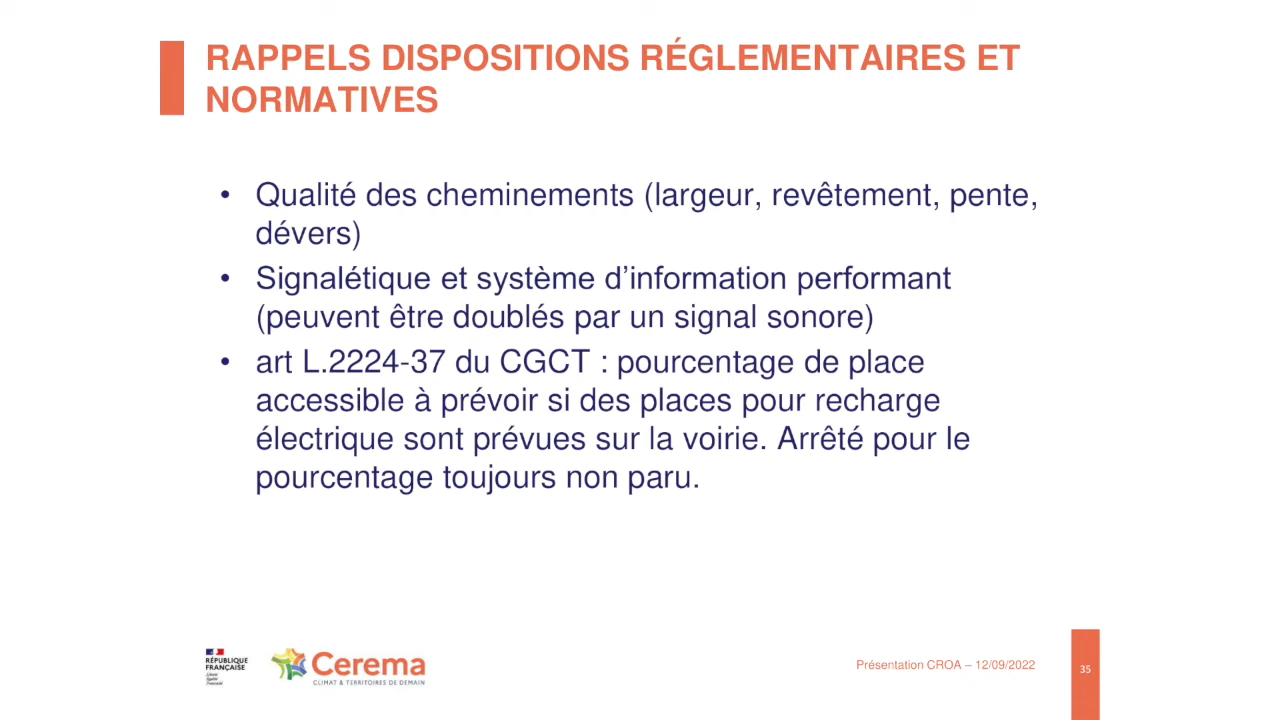 RAPPELS DISPOSITIONS RÉGLEMENTAIRES ET
NORMATIVES
• Qualité des cheminements (largeur, revêtement, pente,
dévers)
• Signalétique et système d’information performant
(peuvent être doublés par un signal sonore)
• art L.2224-37 du CGCT : pourcentage de place
accessible à prévoir si des places pour recharge
électrique sont prévues sur la voirie. Arrêté pour le
pourcentage toujours non paru.
RÉPUBLIQUE
FRANÇAISE
Liberté
Égalité
Fraternité
Cerema
CLIMAT & TERRITOIRES DE DEMAIN
Présentation CROA – 12/09/2022
35